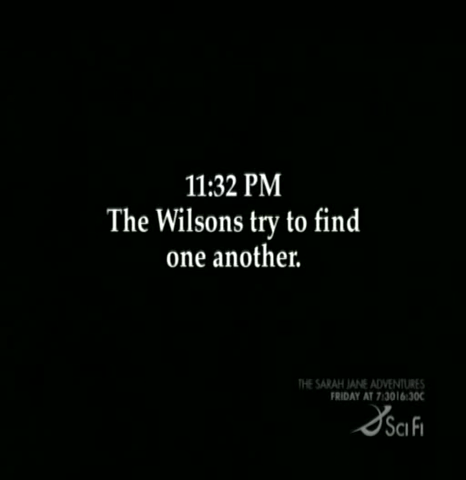 11:32 PM
The Wilsons try to find
one another.
THE SARAH JANE ADVENTURES
FRIDAY AT 7:30|6:30C
SCI FI